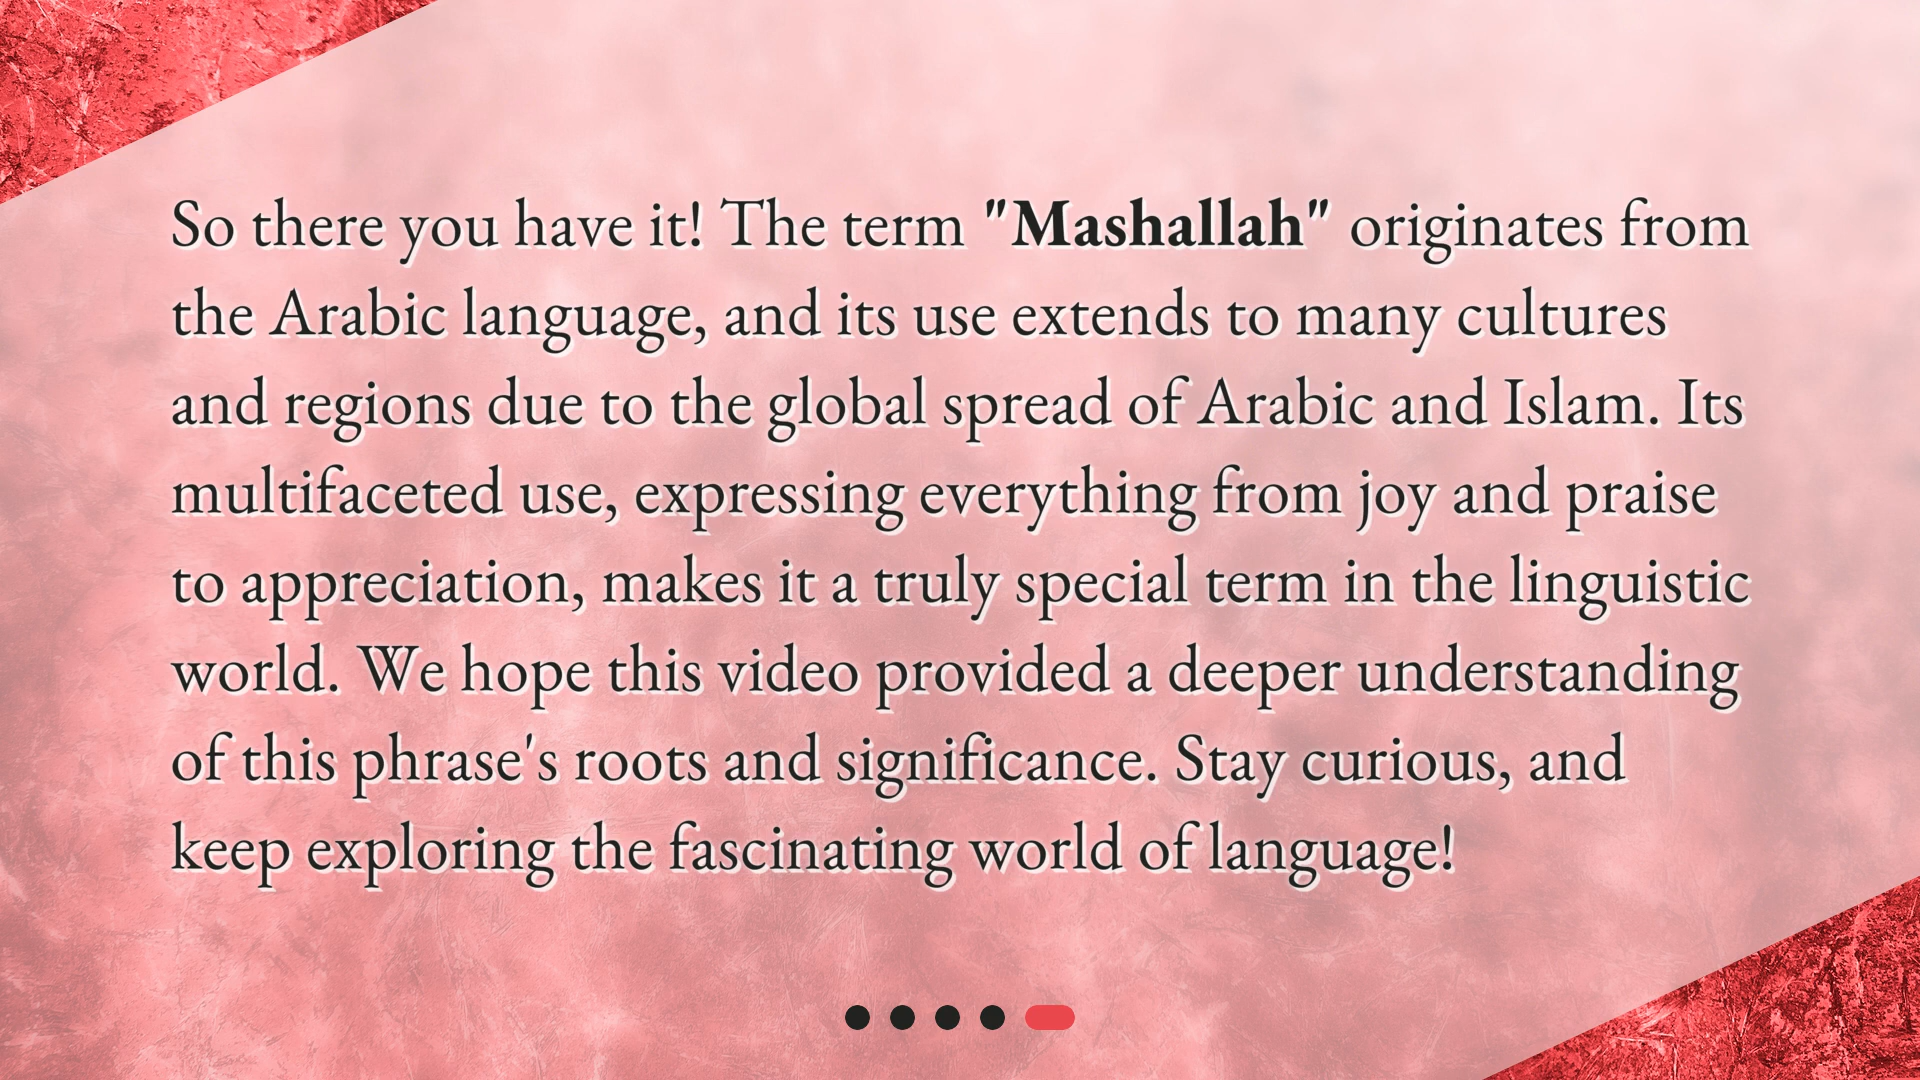 So there you have it! The term "Mashallah" originates from
the Arabic language, and its use extends to many cultures
and regions due to the global spread of Arabic and Islam. Its
multifaceted use, expressing everything from joy and praise
to appreciation, makes it a truly special term in the linguistic
world. We hope this video provided a deeper understanding
of this phrase's roots and significance. Stay curious, and
keep exploring the fascinating world of language!